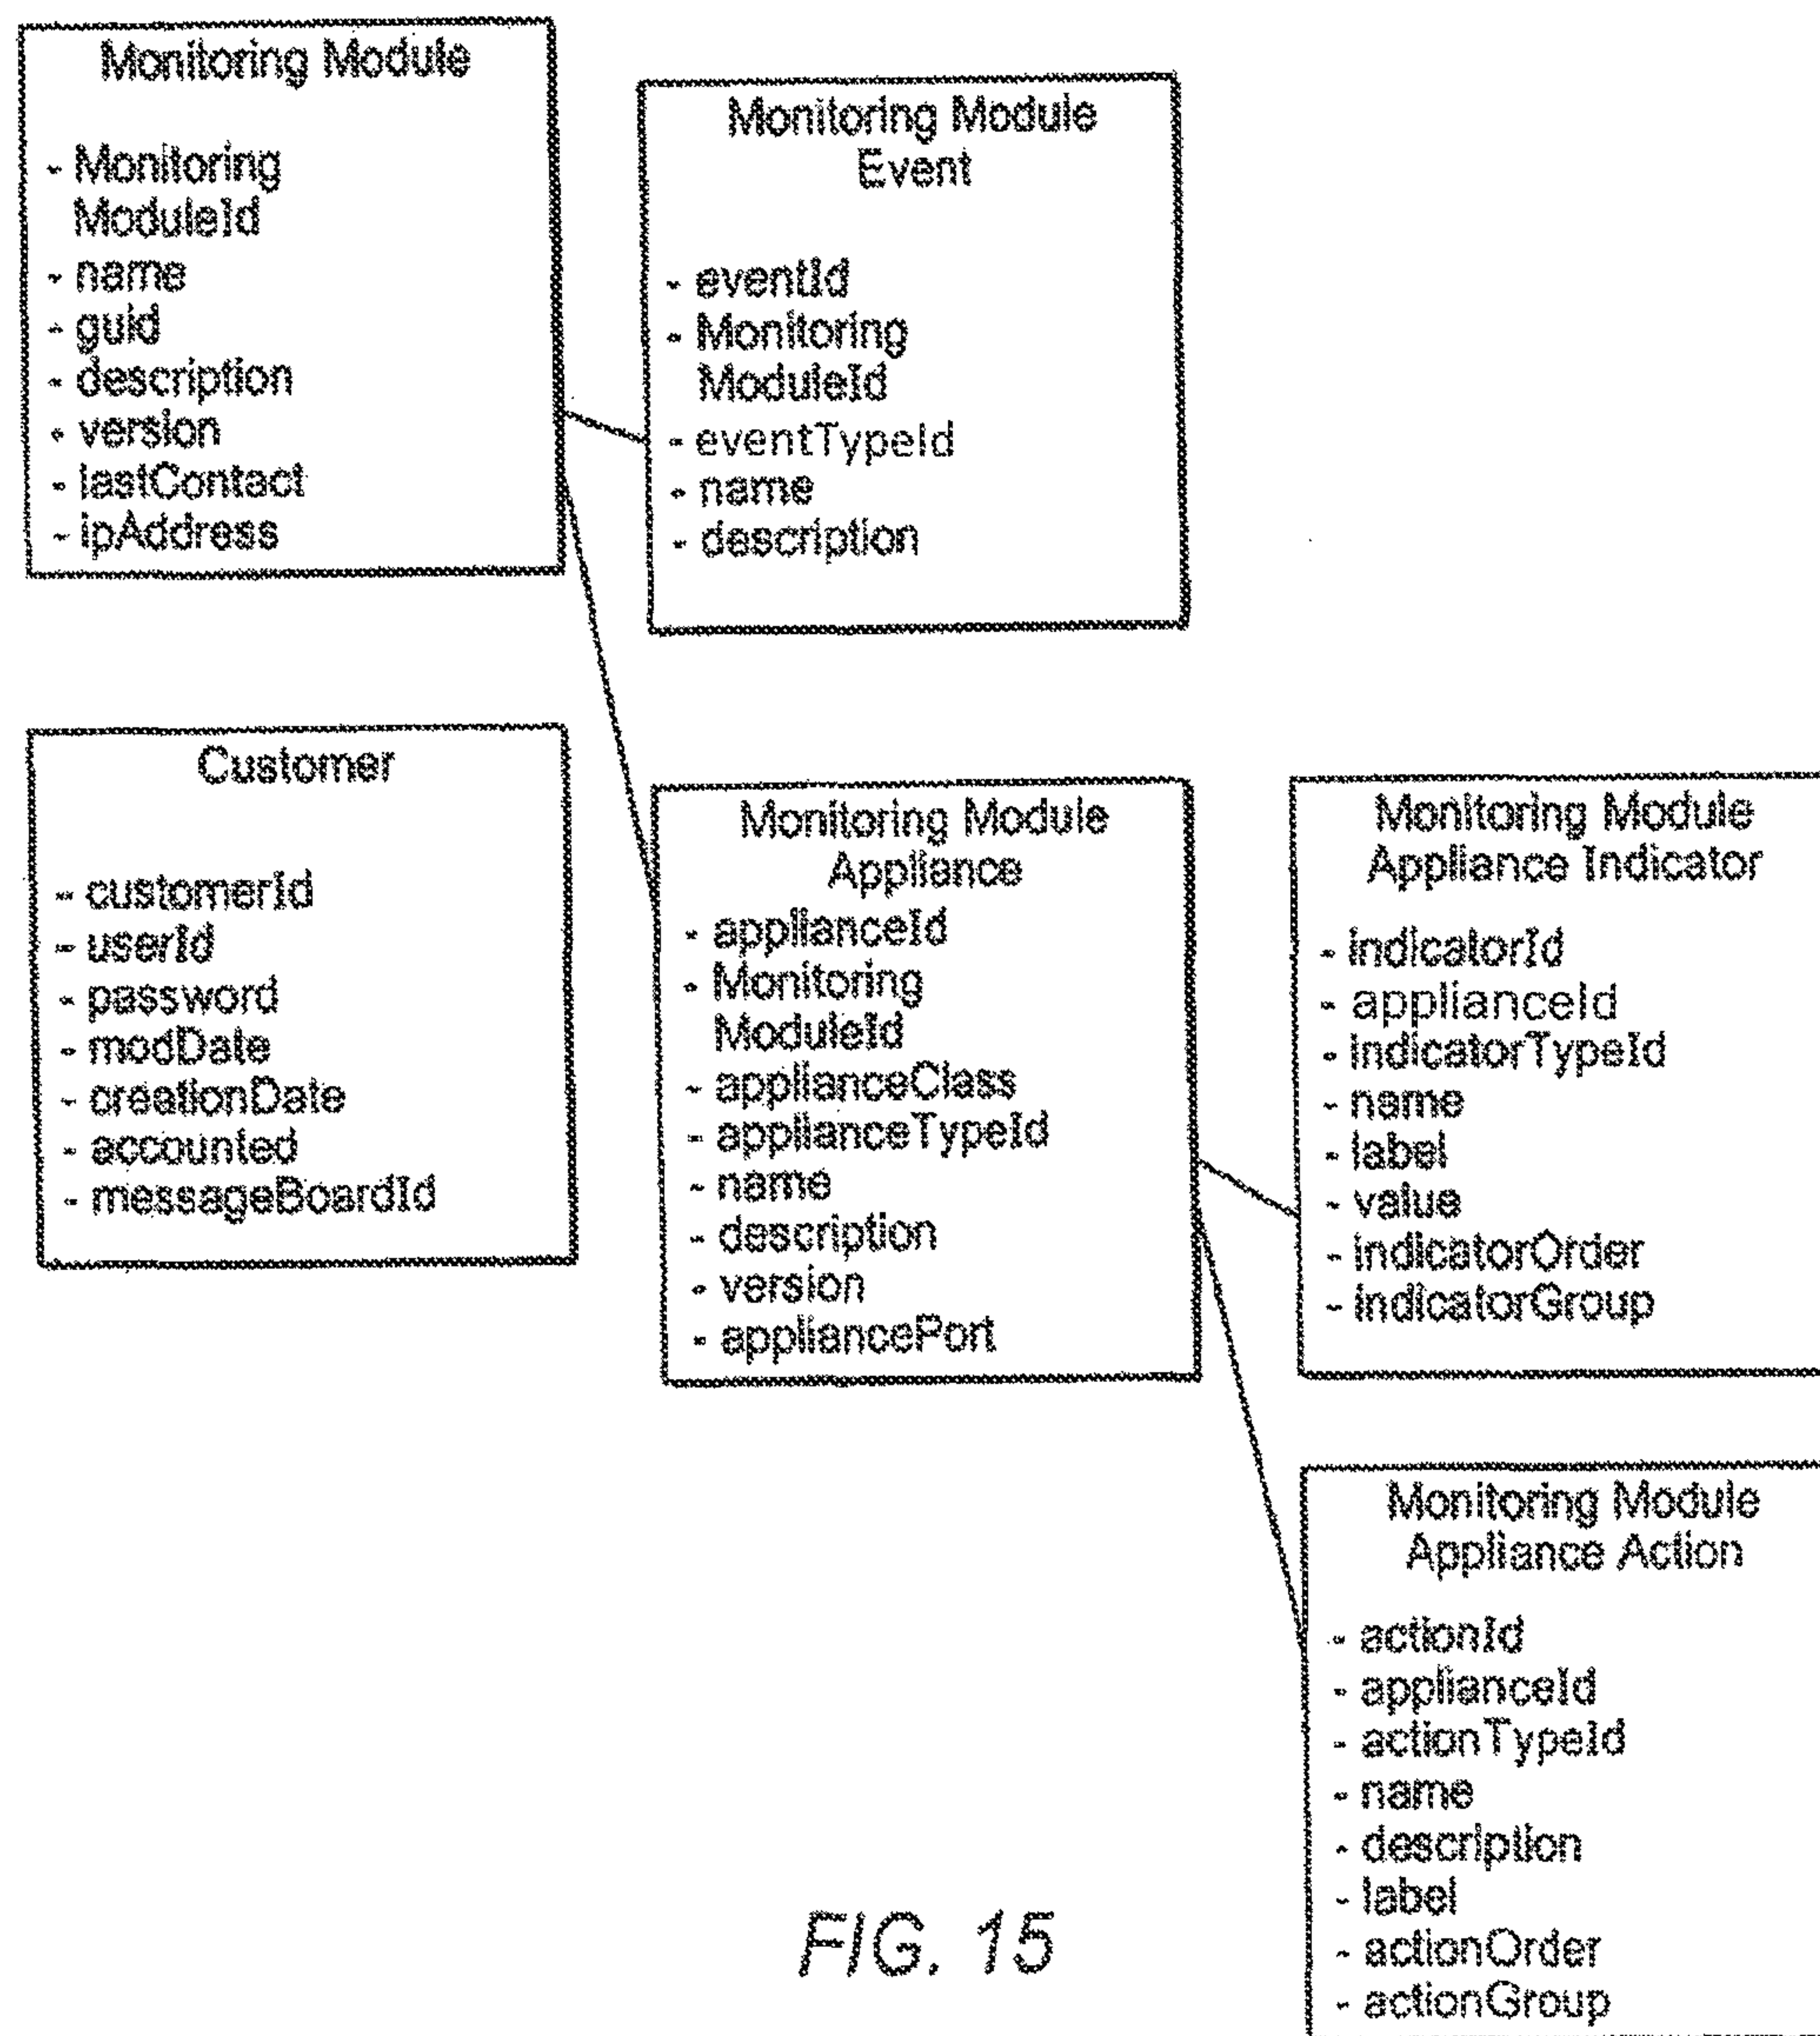 Monitoring Module
- Monitoring
ModuleId
- name
- guid
- description
- version
- lastContact
- ipAddress
Monitoring Module
Event
- eventId
- Monitoring
ModuleId
- eventTypeId
- name
- description
Customer
- customerId
- userId
- password
- modDate
- creationDate
- accounted
- messageBoardId
Monitoring Module
Appliance
- applianceId
- Monitoring
ModuleId
- applianceClass
- applianceTypeId
- name
- description
- version
- appliancePort
Monitoring Module
Appliance Indicator
- indicatorId
- applianceId
- indicatorTypeId
- name
- label
- value
- indicatorOrder
- indicatorGroup
Monitoring Module
Appliance Action
- actionId
- applianceId
- actionTypeId
- name
- description
- label
- actionOrder
- actionGroup
FIG. 15